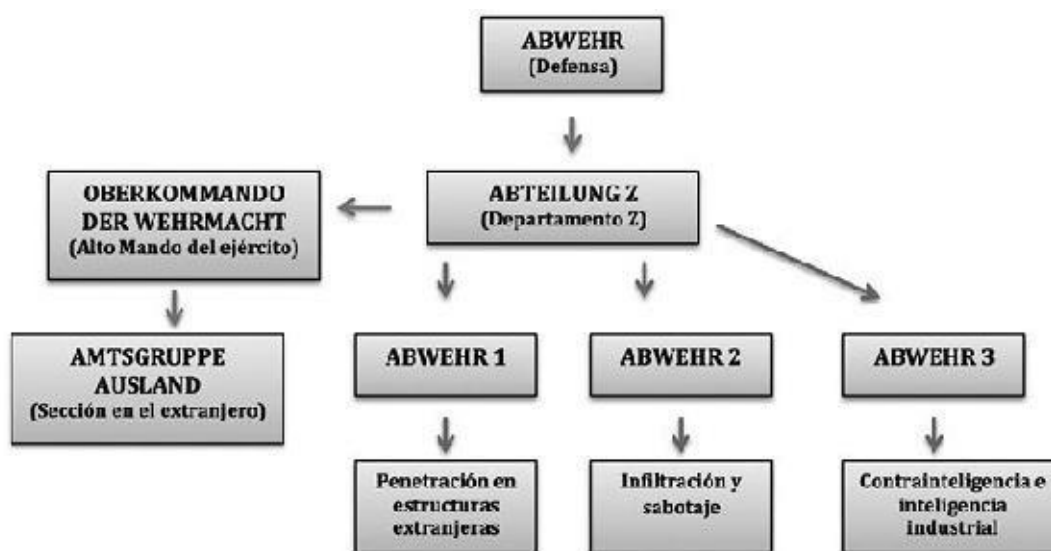 ABWEHR
(Defensa)
OBERKOMMANDO
DER WEHRMACHT
(Alto Mando del ejército)
ABTEILUNG Z
(Departamento Z)
AMTSGRUPPE
AUSLAND
(Sección en el extranjero)
ABWEHR 1
ABWEHR 2
ABWEHR 3
Penetración en
estructuras
extranjeras
Infiltración y
sabotaje
Contrainteligencia e
inteligencia
industrial